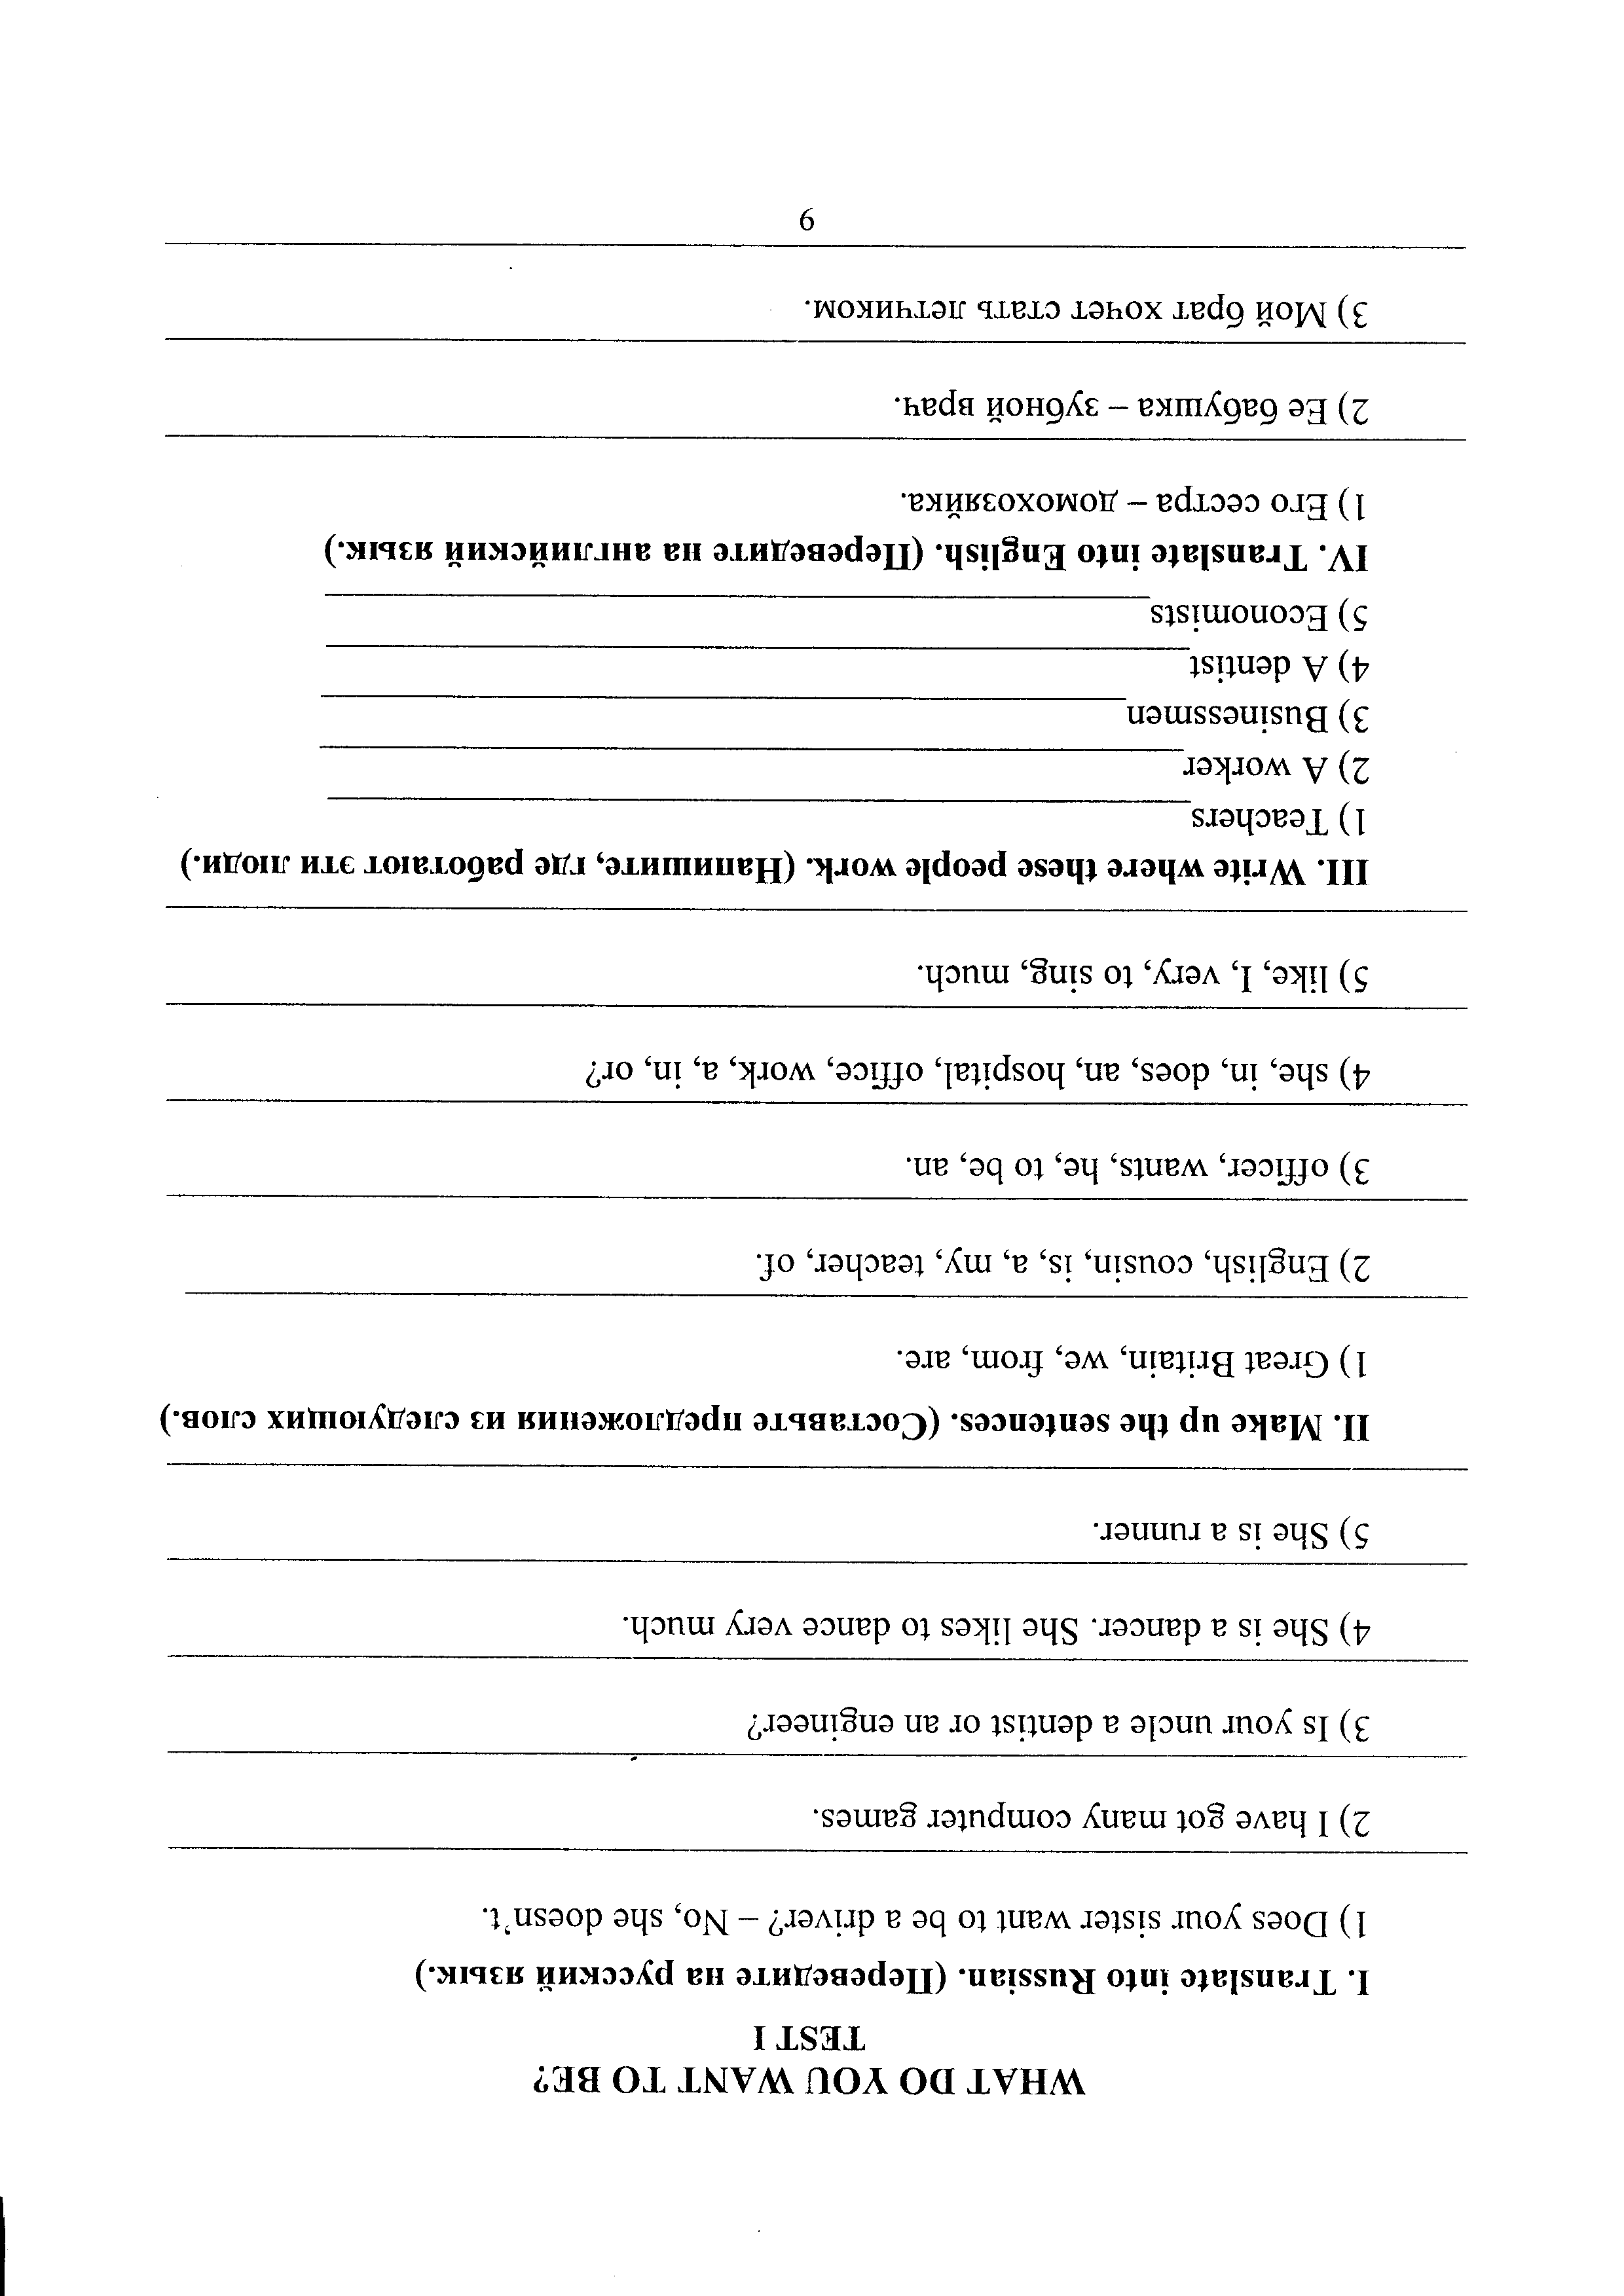 WHAT DO YOU WANT TO BE?
TEST I
I. Translate into Russian. (Переведите на русский язык.)
1) Does your sister want to be a driver? – No, she doesn't.
2) I have got many computer games.
3) Is your uncle a dentist or an engineer?
4) She is a dancer. She likes to dance very much.
5) She is a runner.
II. Make up the sentences. (Составьте предложения из следующих слов.)
1) Great Britain, we, from, are.
2) English, cousin, is, a, my, teacher, of.
3) officer, wants, he, to be, an.
4) she, in, does, an, hospital, office, work, a, in, or?
5) like, I, very, to sing, much.
III. Write where these people work. (Напишите, где работают эти люди.)
1) Teachers
2) A worker
3) Businessmen
4) A dentist
5) Economists
IV. Translate into English. (Переведите на английский язык.)
1) Его сестра – домохозяйка.
2) Ее бабушка – зубной врач.
3) Мой брат хочет стать летчиком.
6